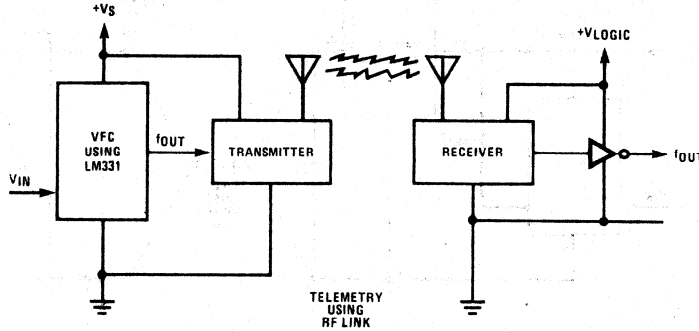 +VS
+VLOGIC
VFC
USING
LM331
fOUT
TRANSMITTER
RECEIVER
fOUT
VIN
TELEMETRY
USING
RF LINK